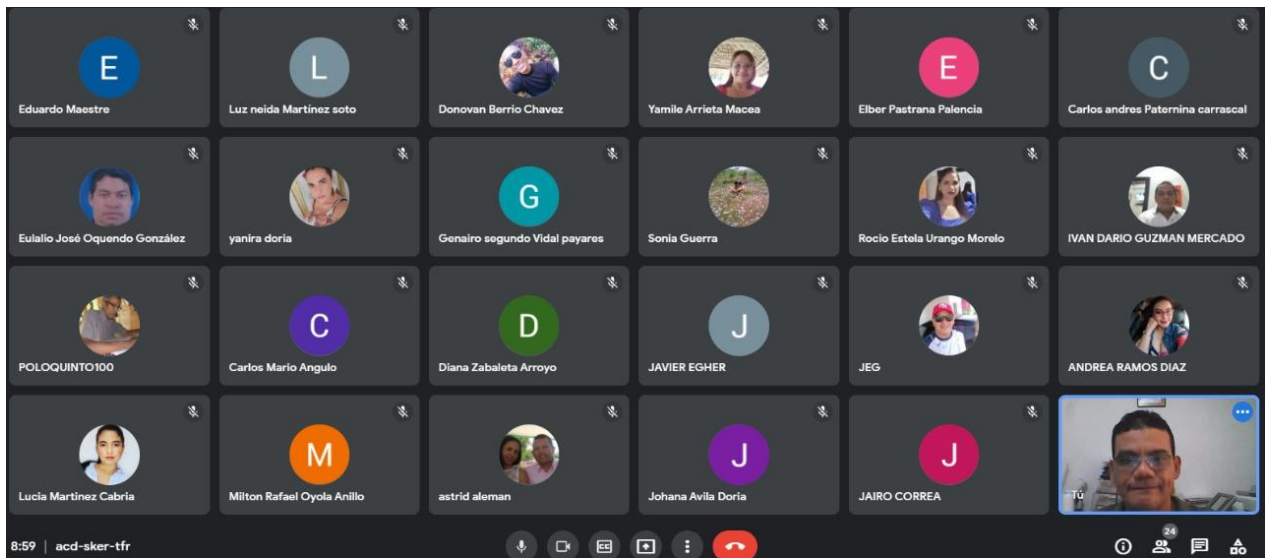 E
Eduardo Maestre
L
Luz neida Martínez soto
Donovan Berrio Chavez
Yamile Arrieta Macea
E
Elber Pastrana Palencia
C
Carlos andres Paternina carrascal
Eulalio José Oquendo González
yanira doria
G
Genairo segundo Vidal payares
Sonia Guerra
Rocio Estela Urango Morelo
IVAN DARIO GUZMAN MERCADO
POLOQUINTO100
C
Carlos Mario Angulo
D
Diana Zabaleta Arroyo
J
JAVIER EGHER
JEG
ANDREA RAMOS DIAZ
Lucia Martinez Cabria
M
Milton Rafael Oyola Anillo
astrid aleman
J
Johana Avila Doria
J
JAIRO CORREA
Tú
8:59 | acd-sker-tfr
CC
24